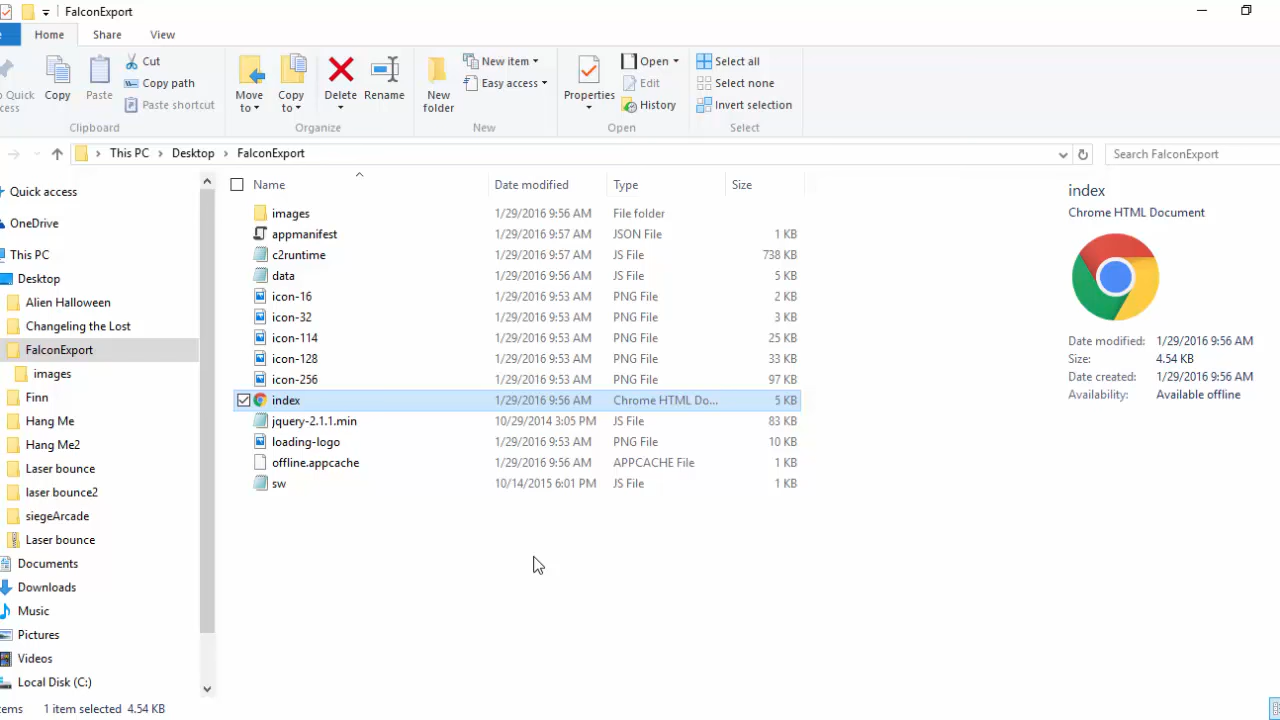 FalconExport
Home Share View
Cut
Copy path
Paste shortcut
Copy
Paste
Clipboard
Move to
Copy to
Delete
Rename
Organize
New folder
New item
Easy access
New
Properties
Open
Edit
History
Open
Select all
Select none
Invert selection
Select
This PC > Desktop > FalconExport
Search FalconExport
Quick access
OneDrive
This PC
Desktop
Alien Halloween
Changeling the Lost
FalconExport
images
Finn
Hang Me
Hang Me2
Laser bounce
laser bounce2
siegeArcade
Laser bounce
Documents
Downloads
Music
Pictures
Videos
Local Disk (C:)
Name Date modified Type Size
images 1/29/2016 9:56 AM File folder
appmanifest 1/29/2016 9:57 AM JSON File 1 KB
c2runtime 1/29/2016 9:57 AM JS File 738 KB
data 1/29/2016 9:56 AM JS File 5 KB
icon-16 1/29/2016 9:53 AM PNG File 2 KB
icon-32 1/29/2016 9:53 AM PNG File 3 KB
icon-114 1/29/2016 9:53 AM PNG File 25 KB
icon-128 1/29/2016 9:53 AM PNG File 33 KB
icon-256 1/29/2016 9:53 AM PNG File 97 KB
index 1/29/2016 9:56 AM Chrome HTML Do... 5 KB
jquery-2.1.1.min 10/29/2014 3:05 PM JS File 83 KB
loading-logo 1/29/2016 9:53 AM PNG File 10 KB
offline.appcache 1/29/2016 9:56 AM APPCACHE File 1 KB
sw 10/14/2015 6:01 PM JS File 1 KB
index
Chrome HTML Document
Date modified: 1/29/2016 9:56 AM
Size: 4.54 KB
Date created: 1/29/2016 9:56 AM
Availability: Available offline
1 item selected 4.54 KB